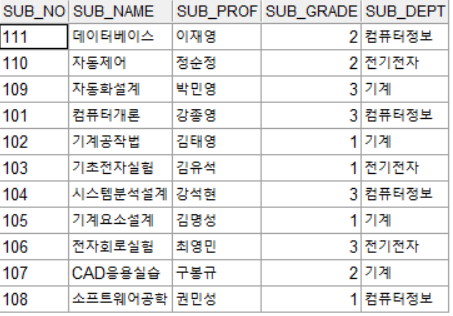 SUB_NO SUB_NAME SUB_PROF SUB_GRADE SUB_DEPT
111 데이터베이스 이재영 2 컴퓨터정보
110 자동제어 정순정 2 전기전자
109 자동화설계 박민영 3 기계
101 컴퓨터개론 강종영 3 컴퓨터정보
102 기계공작법 김태영 1 기계
103 기초전자실험 김유석 1 전기전자
104 시스템분석설계 강석현 3 컴퓨터정보
105 기계요소설계 김명성 1 기계
106 전자회로실험 최영민 3 전기전자
107 CAD응용실습 구봉규 2 기계
108 소프트웨어공학 권민성 1 컴퓨터정보